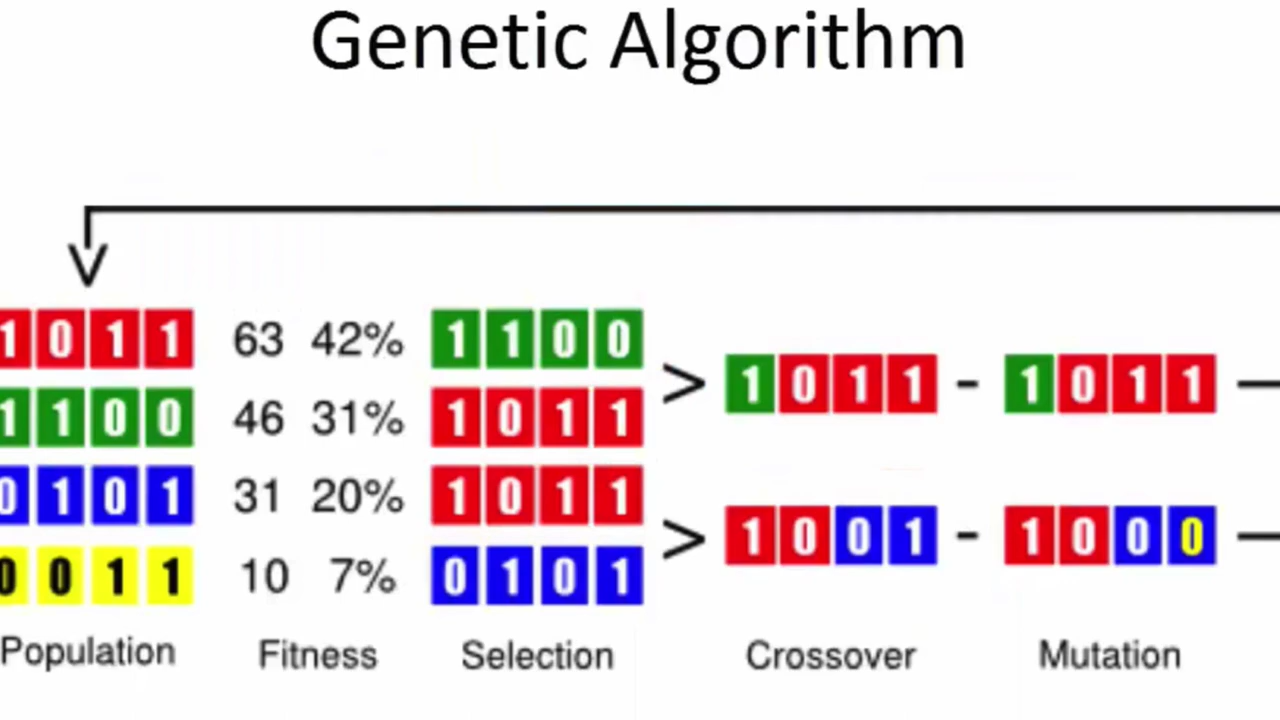 Genetic Algorithm
1 0 1 1 63 42% 1 1 0 0
> 1 0 1 1 - 1 0 1 1
1 1 0 0 46 31% 1 0 1 1
0 1 0 1 31 20% 1 0 1 1
> 1 0 0 1 - 1 0 0 0
0 0 1 1 10 7% 0 1 0 1
Population Fitness Selection Crossover Mutation